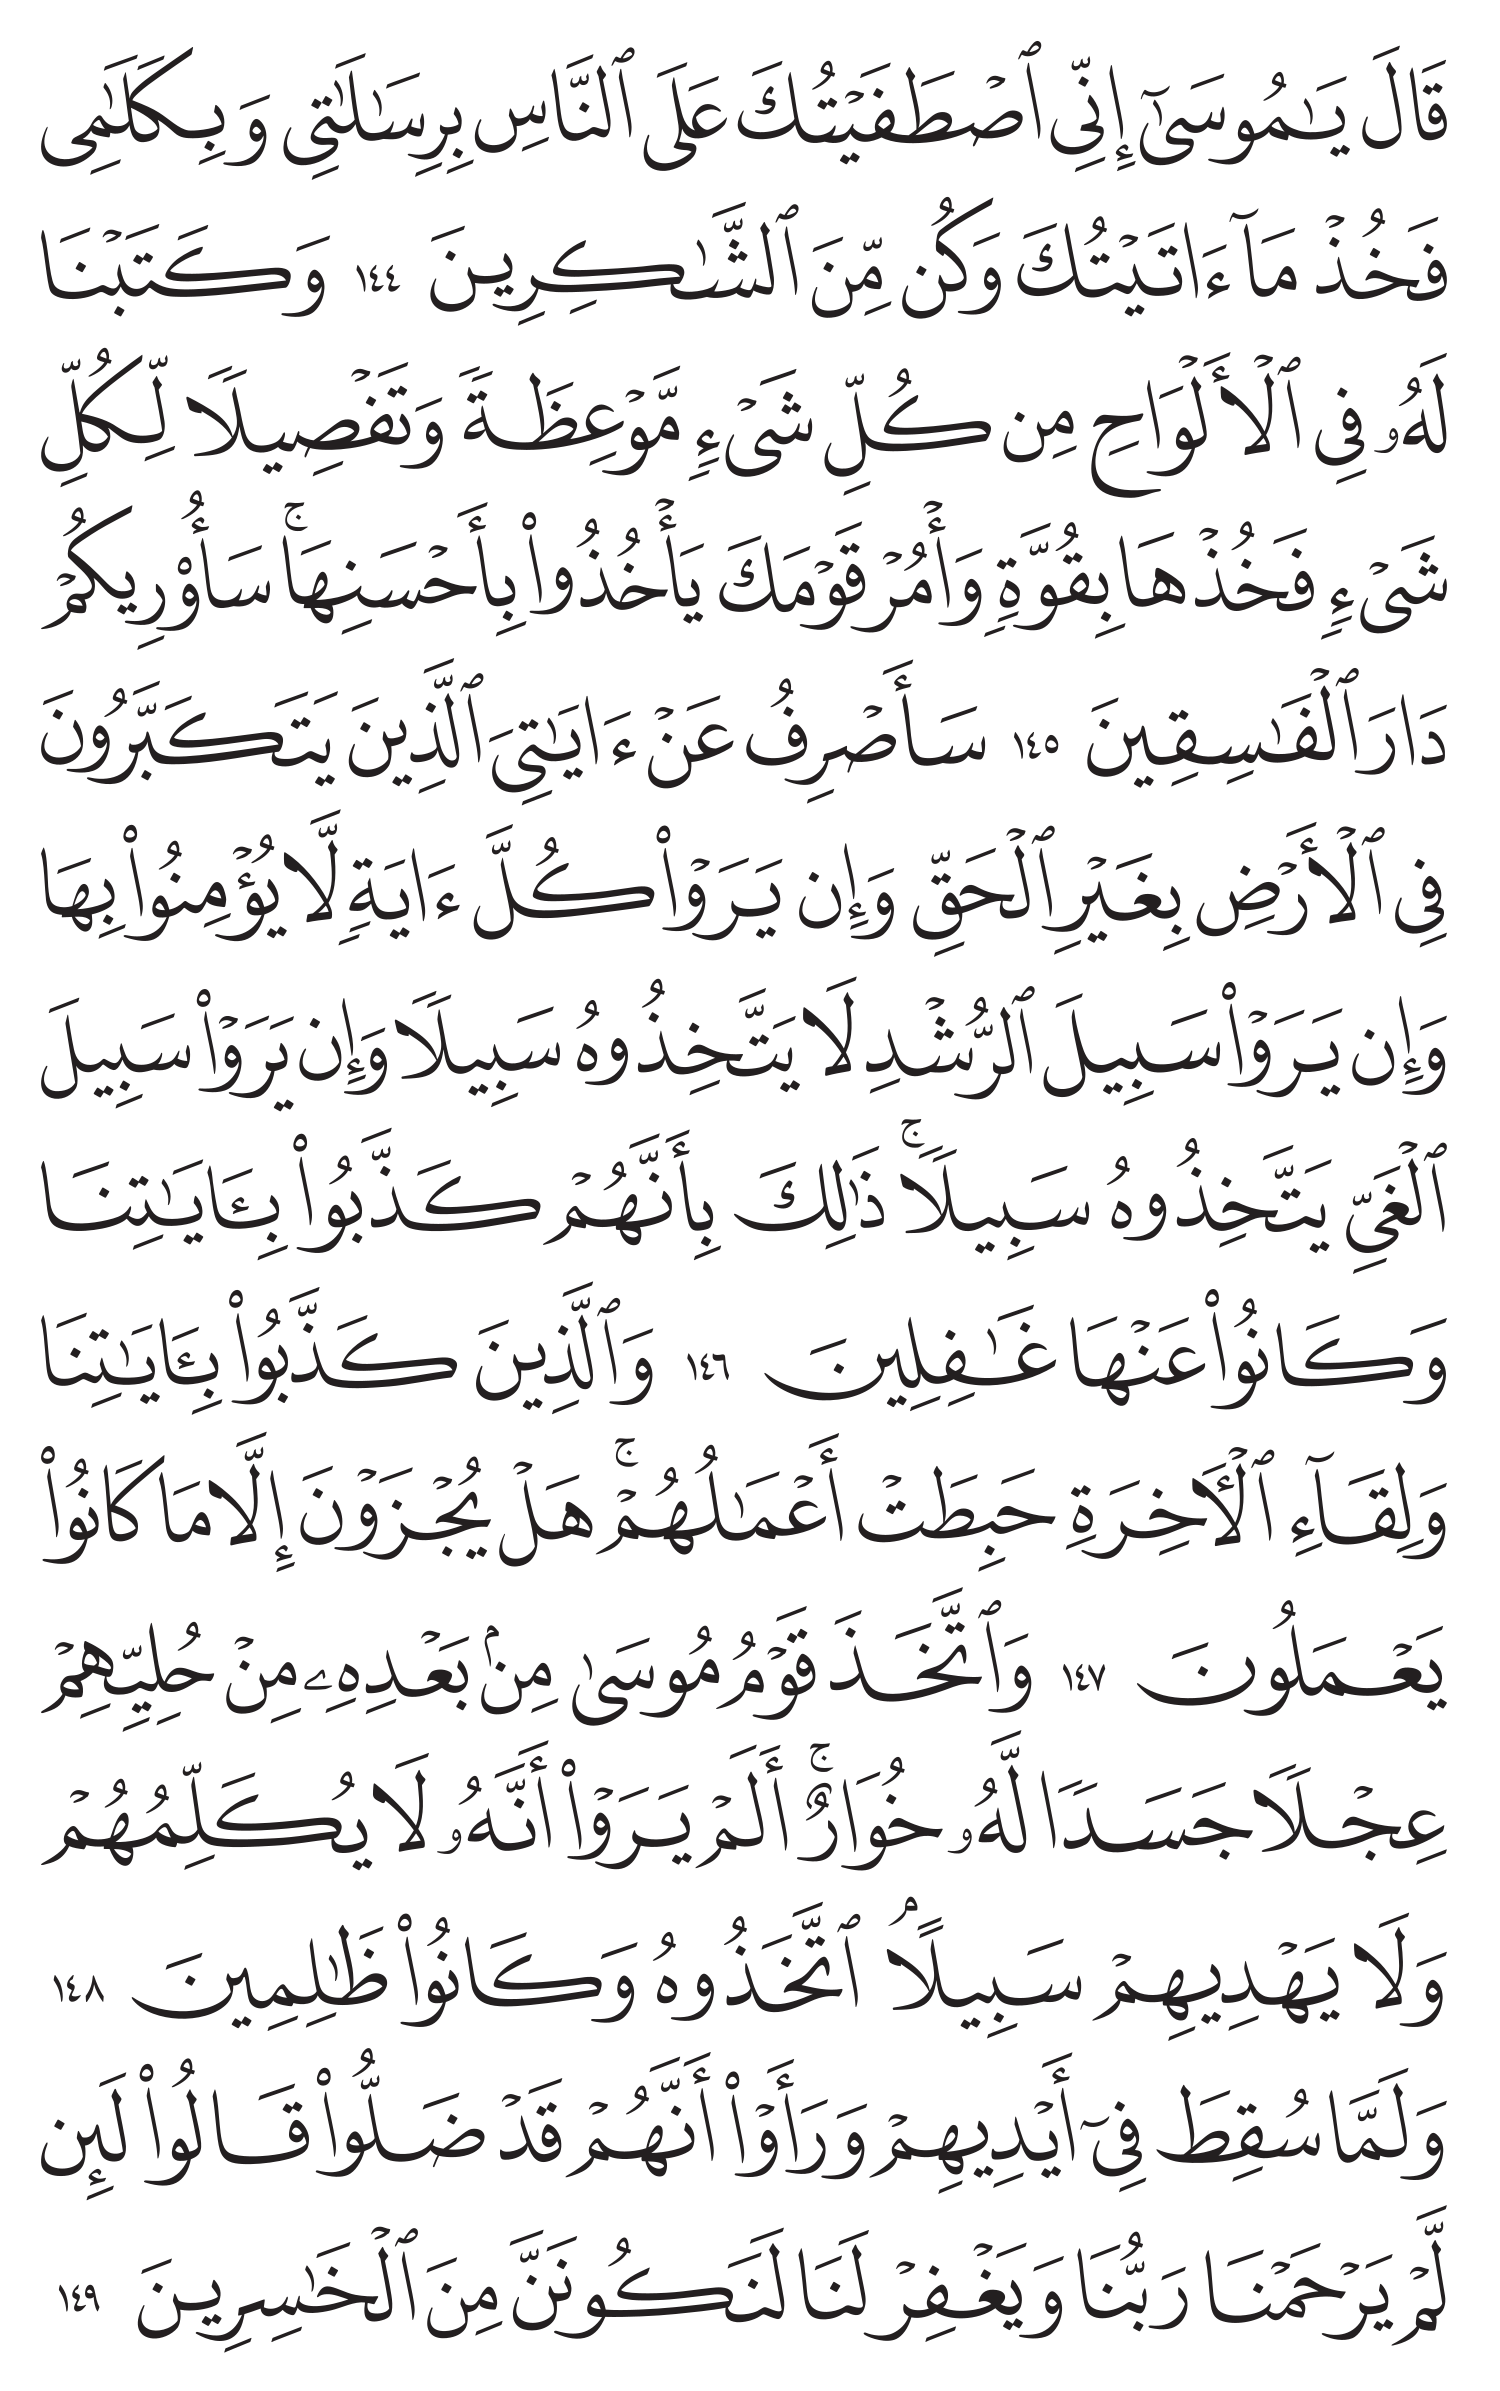 قَالَ يَـٰمُوسَىٰٓ إِنِّى ٱصْطَفَيْتُكَ عَلَى ٱلنَّاسِ بِرِسَـٰلَـٰتِى وَبِكَلَـٰمِى
فَخُذْ مَآ ءَاتَيْتُكَ وَكُن مِّنَ ٱلشَّـٰكِرِينَ ١٤٤ وَكَتَبْنَا
لَهُۥ فِى ٱلْأَلْوَاحِ مِن كُلِّ شَىْءٍ مَّوْعِظَةً وَتَفْصِيلًا لِّكُلِّ
شَىْءٍ فَخُذْهَا بِقُوَّةٍ وَأْمُرْ قَوْمَكَ يَأْخُذُوا۟ بِأَحْسَنِهَا ۚ سَأُو۟رِيكُمْ
دَارَ ٱلْفَـٰسِقِينَ ١٤٥ سَأَصْرِفُ عَنْ ءَايَـٰتِىَ ٱلَّذِينَ يَتَكَبَّرُونَ
فِى ٱلْأَرْضِ بِغَيْرِ ٱلْحَقِّ وَإِن يَرَوْا۟ كُلَّ ءَايَةٍ لَّا يُؤْمِنُوا۟ بِهَا
وَإِن يَرَوْا۟ سَبِيلَ ٱلرُّشْدِ لَا يَتَّخِذُوهُ سَبِيلًا وَإِن يَرَوْا۟ سَبِيلَ
ٱلْغَىِّ يَتَّخِذُوهُ سَبِيلًا ۚ ذَٰلِكَ بِأَنَّهُمْ كَذَّبُوا۟ بِـَٔايَـٰتِنَا
وَكَانُوا۟ عَنْهَا غَـٰفِلِينَ ١٤٦ وَٱلَّذِينَ كَذَّبُوا۟ بِـَٔايَـٰتِنَا
وَلِقَآءِ ٱلْـَٔاخِرَةِ حَبِطَتْ أَعْمَـٰلُهُمْ ۚ هَلْ يُجْزَوْنَ إِلَّا مَا كَانُوا۟
يَعْمَلُونَ ١٤٧ وَٱتَّخَذَ قَوْمُ مُوسَىٰ مِنۢ بَعْدِهِۦ مِنْ حُلِيِّهِمْ
عِجْلًا جَسَدًا لَّهُۥ خُوَارٌ ۚ أَلَمْ يَرَوْا۟ أَنَّهُۥ لَا يُكَلِّمُهُمْ
وَلَا يَهْدِيهِمْ سَبِيلًا ۘ ٱتَّخَذُوهُ وَكَانُوا۟ ظَـٰلِمِينَ ١٤٨
وَلَمَّا سُقِطَ فِىٓ أَيْدِيهِمْ وَرَأَوْا۟ أَنَّهُمْ قَدْ ضَلُّوا۟ قَالُوا۟ لَئِن
لَّمْ يَرْحَمْنَا رَبُّنَا وَيَغْفِرْ لَنَا لَنَكُونَنَّ مِنَ ٱلْخَـٰسِرِينَ ١٤٩